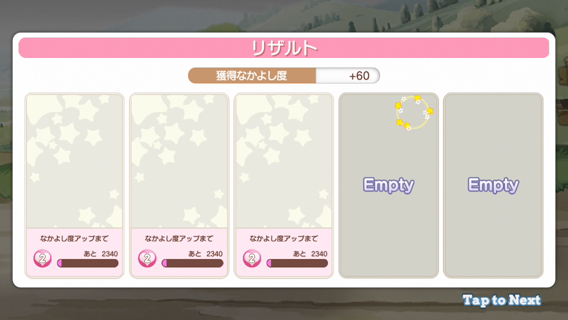 リザルト
獲得なかよし度 +60
なかよし度アップまで
2 あと 2340
なかよし度アップまで
2 あと 2340
なかよし度アップまで
2 あと 2340
Empty
Empty
Tap to Next